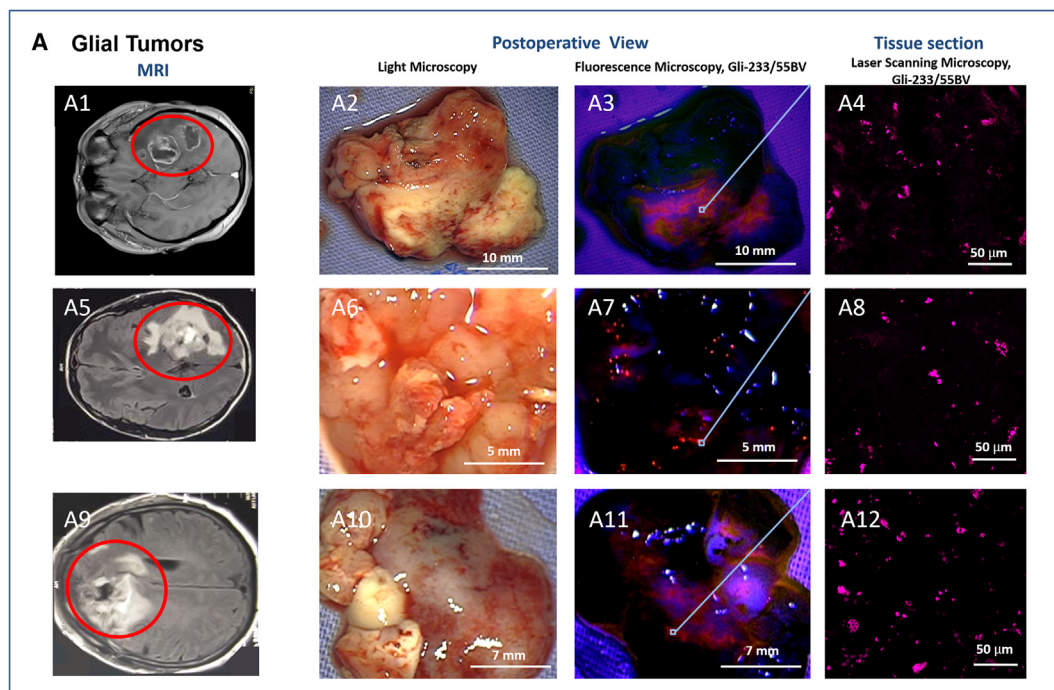 A Glial Tumors
MRI
Postoperative View
Light Microscopy
Fluorescence Microscopy, Gli-233/55BV
Tissue section
Laser Scanning Microscopy,
Gli-233/55BV
A1
A2
10 mm
A3
10 mm
A4
50 µm
A5
A6
5 mm
A7
5 mm
A8
50 µm
A9
A10
7 mm
A11
7 mm
A12
50 µm